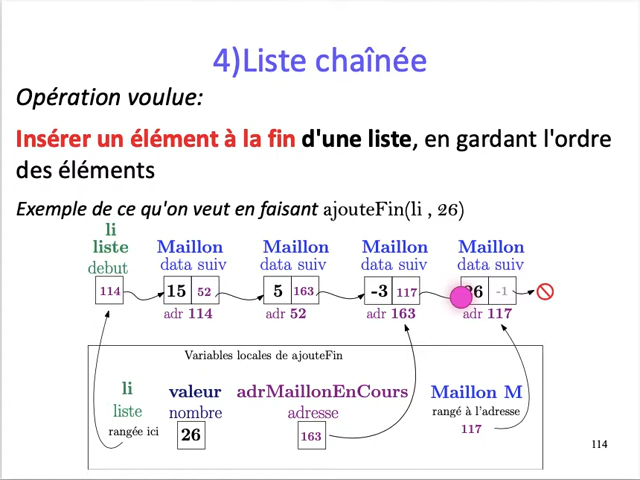 4)Liste chaînée
Opération voulue:
Insérer un élément à la fin d'une liste, en gardant l'ordre
des éléments
Exemple de ce qu'on veut en faisant ajouteFin(li , 26)
li
liste Maillon Maillon Maillon Maillon
debut data suiv data suiv data suiv data suiv
114 15 52 5 163 -3 117 26 -1
adr 114 adr 52 adr 163 adr 117
Variables locales de ajouteFin
li valeur adrMaillonEnCours Maillon M
liste nombre adresse rangé à l'adresse
rangée ici 26 163 117
114